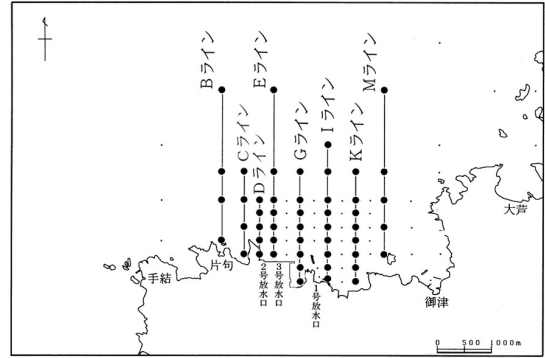 Bライン
Cライン
Dライン
Eライン
Gライン
Iライン
Kライン
Mライン
大芦
片句
手結
2号放水口
3号放水口
1号放水口
御津
0 500 1000m